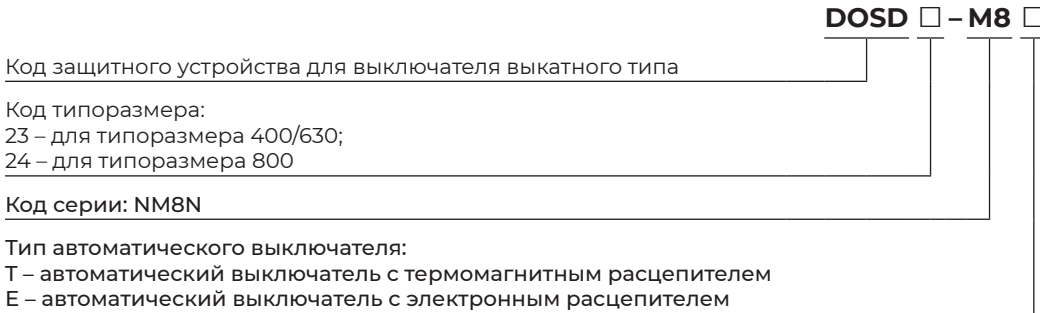 DOSD □ – M8 □
Код защитного устройства для выключателя выкатного типа
Код типоразмера:
23 – для типоразмера 400/630;
24 – для типоразмера 800
Код серии: NM8N
Тип автоматического выключателя:
Т – автоматический выключатель с термомагнитным расцепителем
Е – автоматический выключатель с электронным расцепителем